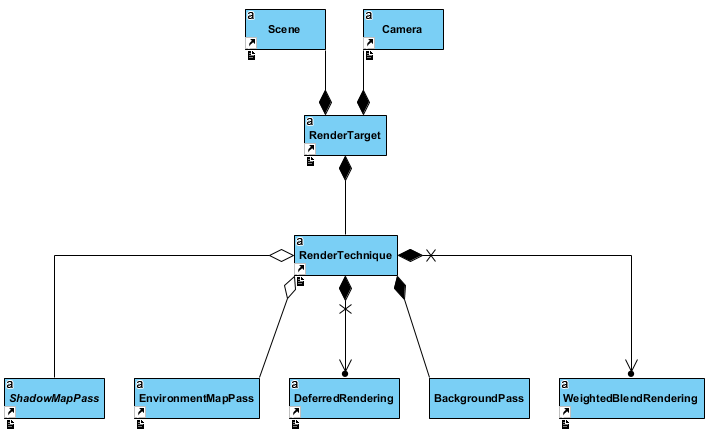 a
Scene
a
Camera
a
RenderTarget
a
RenderTechnique
a
ShadowMapPass
a
EnvironmentMapPass
a
DeferredRendering
BackgroundPass
a
WeightedBlendRendering